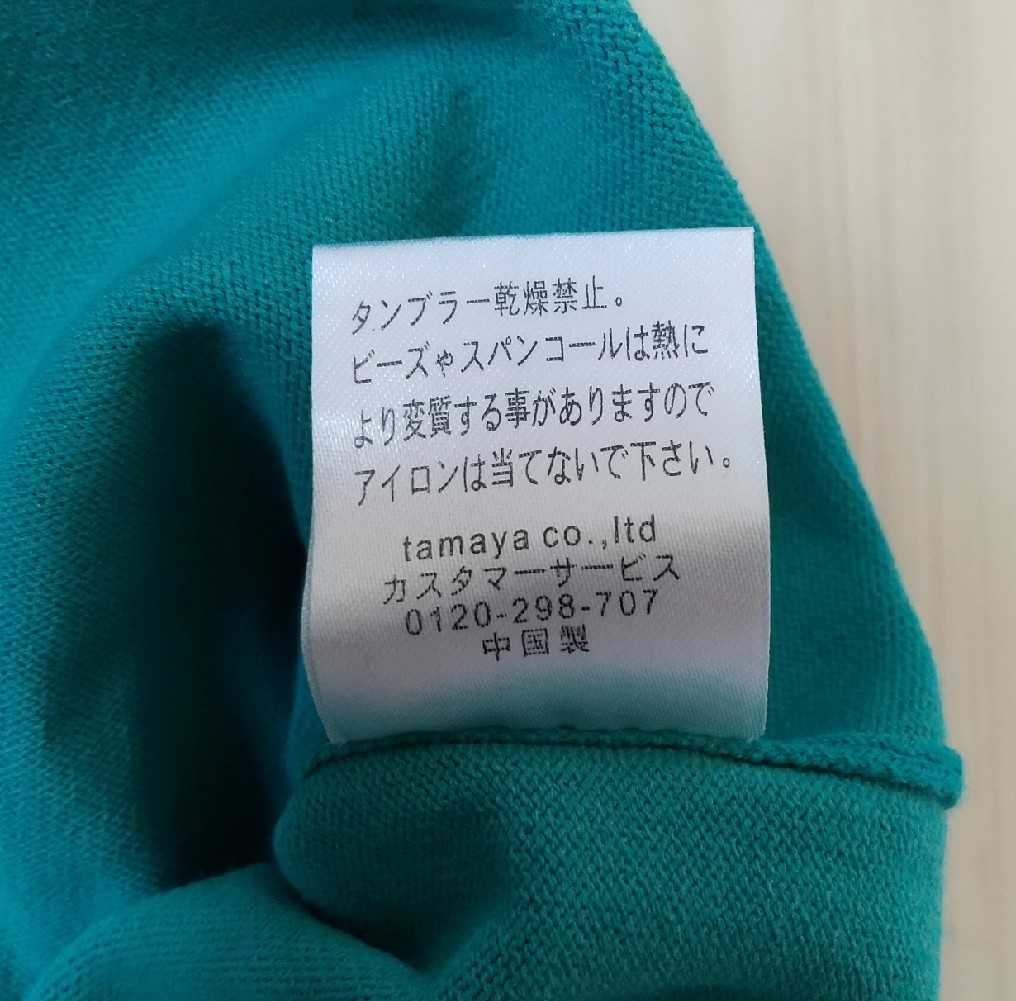 タンブラー乾燥禁止。
ビーズゃスパンコールは熱に
より変質する事がありますので
アイロンは当てないで下さい。
tamaya co.,ltd
カスタマーサービス
0120-298-707
中国製